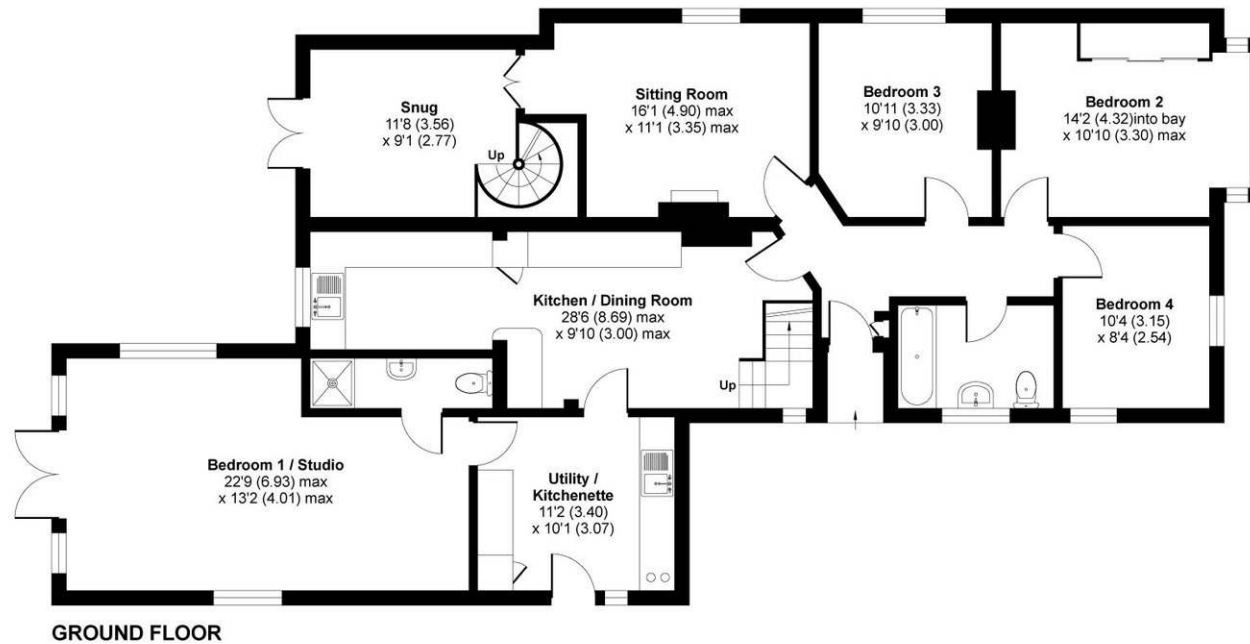 Snug
11'8 (3.56)
x 9'1 (2.77)
Up
Sitting Room
16'1 (4.90) max
x 11'1 (3.35) max
Bedroom 3
10'11 (3.33)
x 9'10 (3.00)
Bedroom 2
14'2 (4.32)into bay
x 10'10 (3.30) max
Kitchen / Dining Room
28'6 (8.69) max
x 9'10 (3.00) max
Up
Bedroom 4
10'4 (3.15)
x 8'4 (2.54)
Bedroom 1 / Studio
22'9 (6.93) max
x 13'2 (4.01) max
Utility /
Kitchenette
11'2 (3.40)
x 10'1 (3.07)
GROUND FLOOR